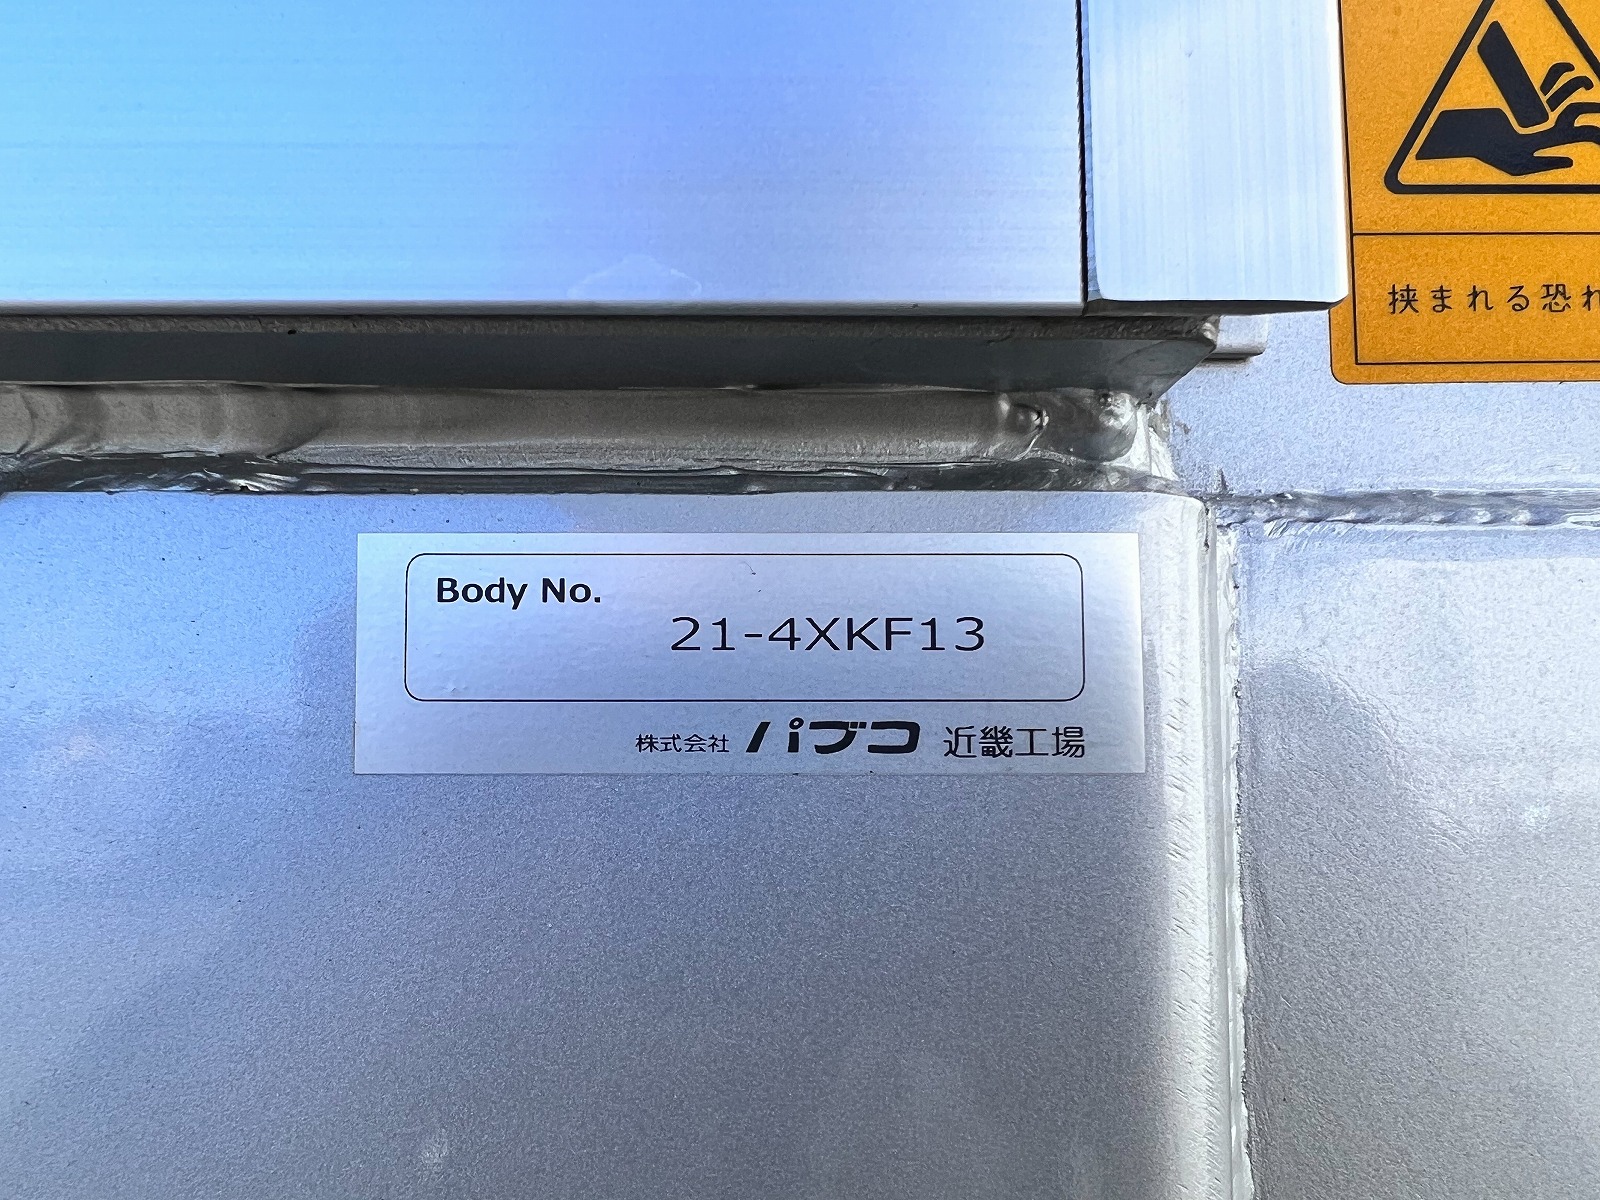 挟まれる恐れ
Body No.
21-4XKF13
株式会社 パブコ 近畿工場